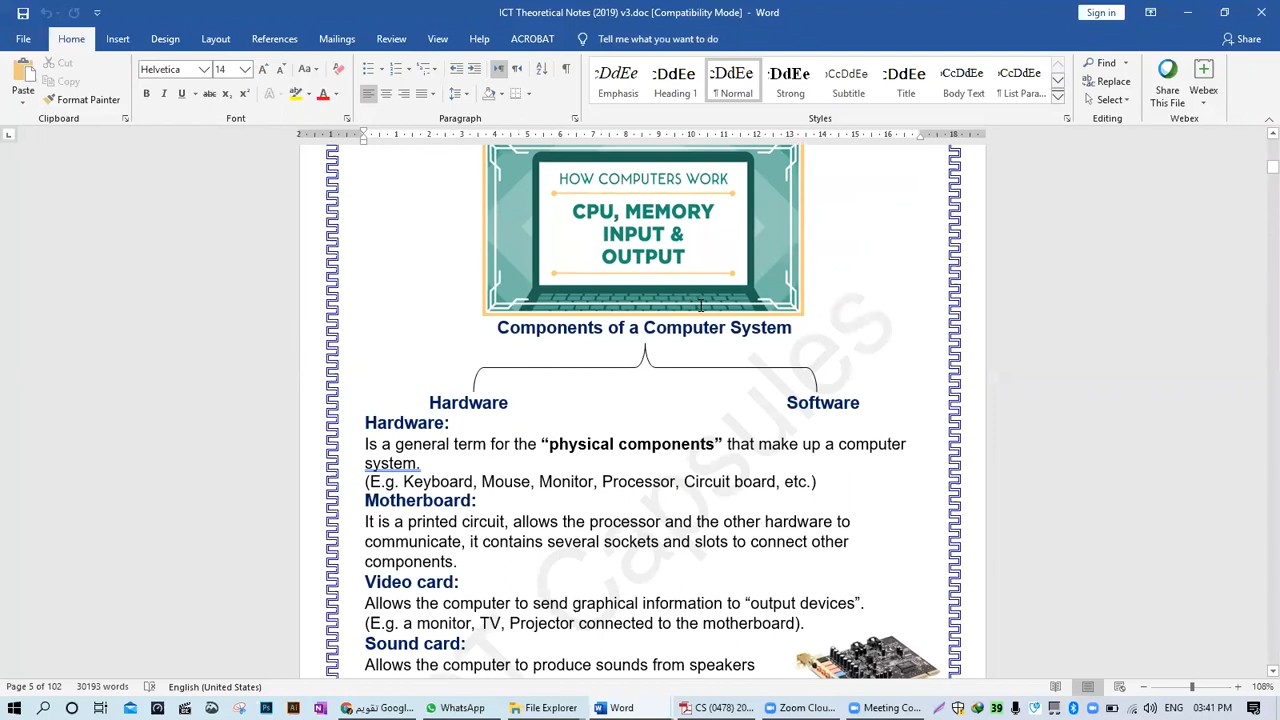 ICT Theoretical Notes (2019) v3.doc [Compatibility Mode] - Word
Sign in
File Home Insert Design Layout References Mailings Review View Help ACROBAT Tell me what you want to do Share
Paste
Cut
Copy
Format Painter
Clipboard
Helvetica 14
Font
Paragraph
Emphasis Heading 1 ¶ Normal Strong Subtitle Title Body Text ¶ List Para...
Styles
Find
Replace
Select
Editing
Share This File
Webex
Webex
HOW COMPUTERS WORK
CPU, MEMORY
INPUT &
OUTPUT
Components of a Computer System
Hardware Software
Hardware:
Is a general term for the “physical components” that make up a computer
system.
(E.g. Keyboard, Mouse, Monitor, Processor, Circuit board, etc.)
Motherboard:
It is a printed circuit, allows the processor and the other hardware to
communicate, it contains several sockets and slots to connect other
components.
Video card:
Allows the computer to send graphical information to “output devices”.
(E.g. a monitor, TV, Projector connected to the motherboard).
Sound card:
Allows the computer to produce sounds from speakers
Capsules
Page 5 of 102 30193 words English (United States) 108%
تقويم Googl... WhatsApp File Explorer Word CS (0478) 20... Zoom Clou... Meeting Co... 39 ENG 03:41 PM